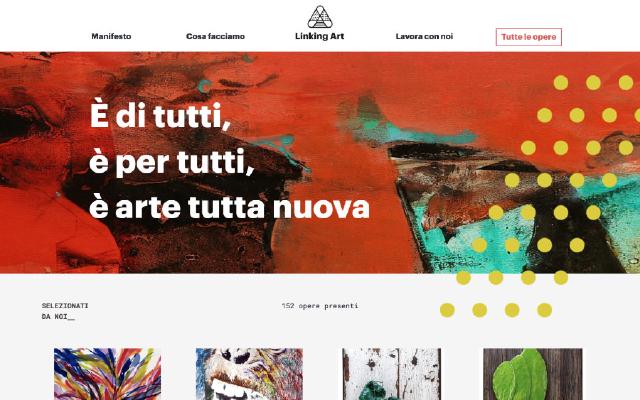 Manifesto
Cosa facciamo
Linking Art
Lavora con noi
Tutte le opere
È di tutti,
è per tutti,
è arte tutta nuova
SELEZIONATI
DA NOI__
152 opere presenti